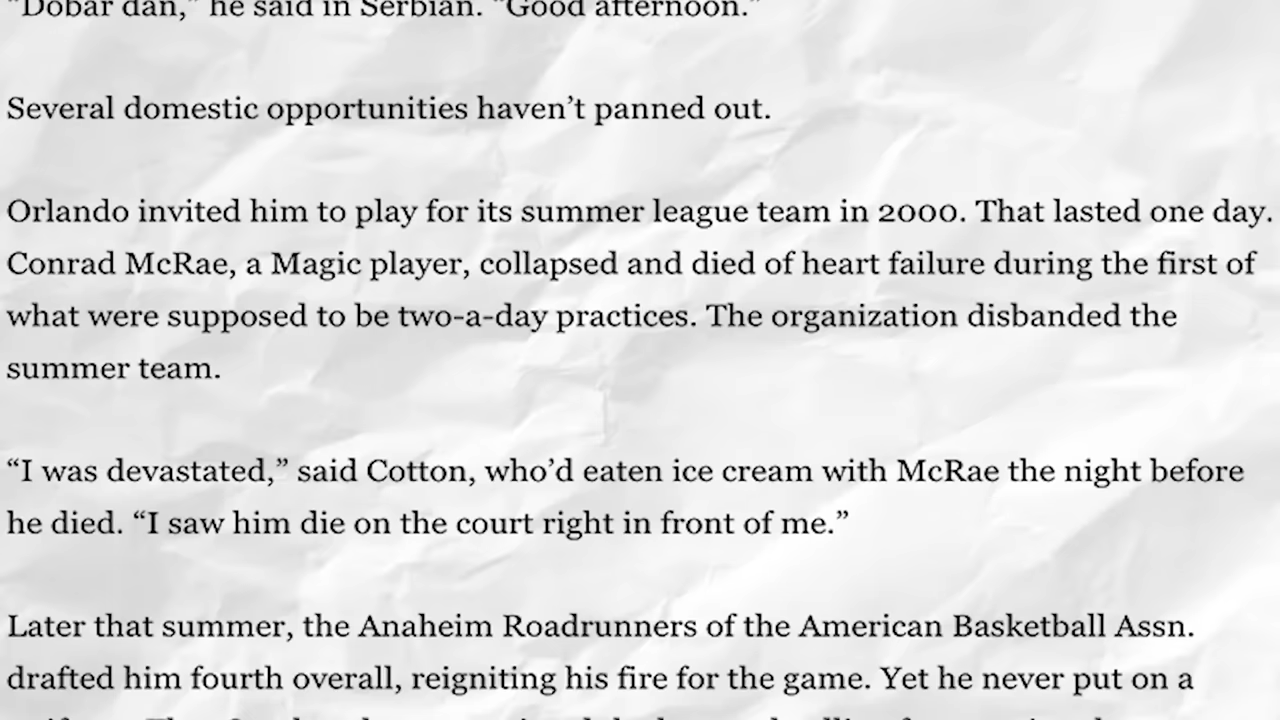 “Dobar dan,” he said in Serbian. “Good afternoon.”
Several domestic opportunities haven’t panned out.
Orlando invited him to play for its summer league team in 2000. That lasted one day.
Conrad McRae, a Magic player, collapsed and died of heart failure during the first of
what were supposed to be two-a-day practices. The organization disbanded the
summer team.
“I was devastated,” said Cotton, who’d eaten ice cream with McRae the night before
he died. “I saw him die on the court right in front of me.”
Later that summer, the Anaheim Roadrunners of the American Basketball Assn.
drafted him fourth overall, reigniting his fire for the game. Yet he never put on a